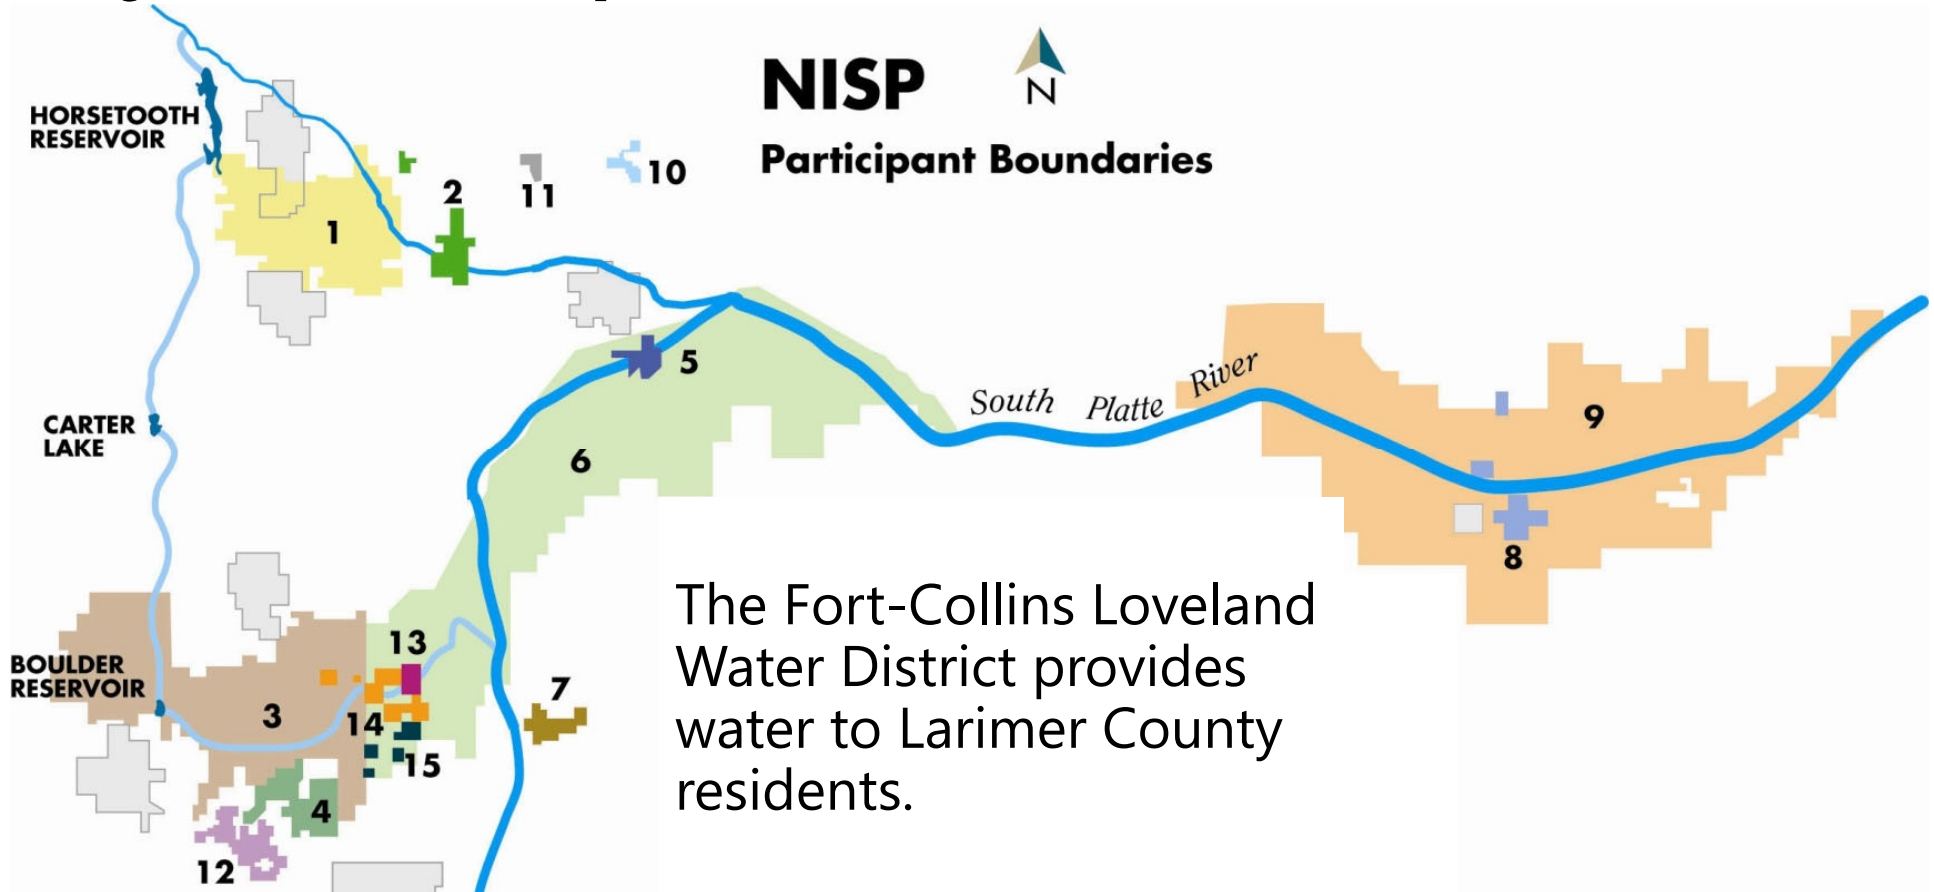 NISP
N
Participant Boundaries
HORSETOOTH
RESERVOIR
10
11
2
1
5
South Platte River
9
CARTER
LAKE
6
8
The Fort-Collins Loveland
Water District provides
water to Larimer County
residents.
13
BOULDER
RESERVOIR
7
3
14
15
4
12